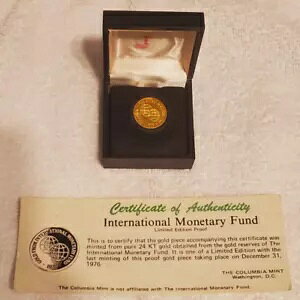 Certificate of Authenticity
International Monetary Fund
Limited Edition Proof
This is to certify that the gold piece accompanying this certificate was
minted from pure 24 KT gold obtained from the gold reserves of The
International Monetary Fund. It is one of a Limited Edition with the
last minting of this proof gold piece taking place on December 31,
1976.
THE COLUMBIA MINT
Washington, D.C.
The Columbia Mint is not affiliated with The International Monetary Fund.